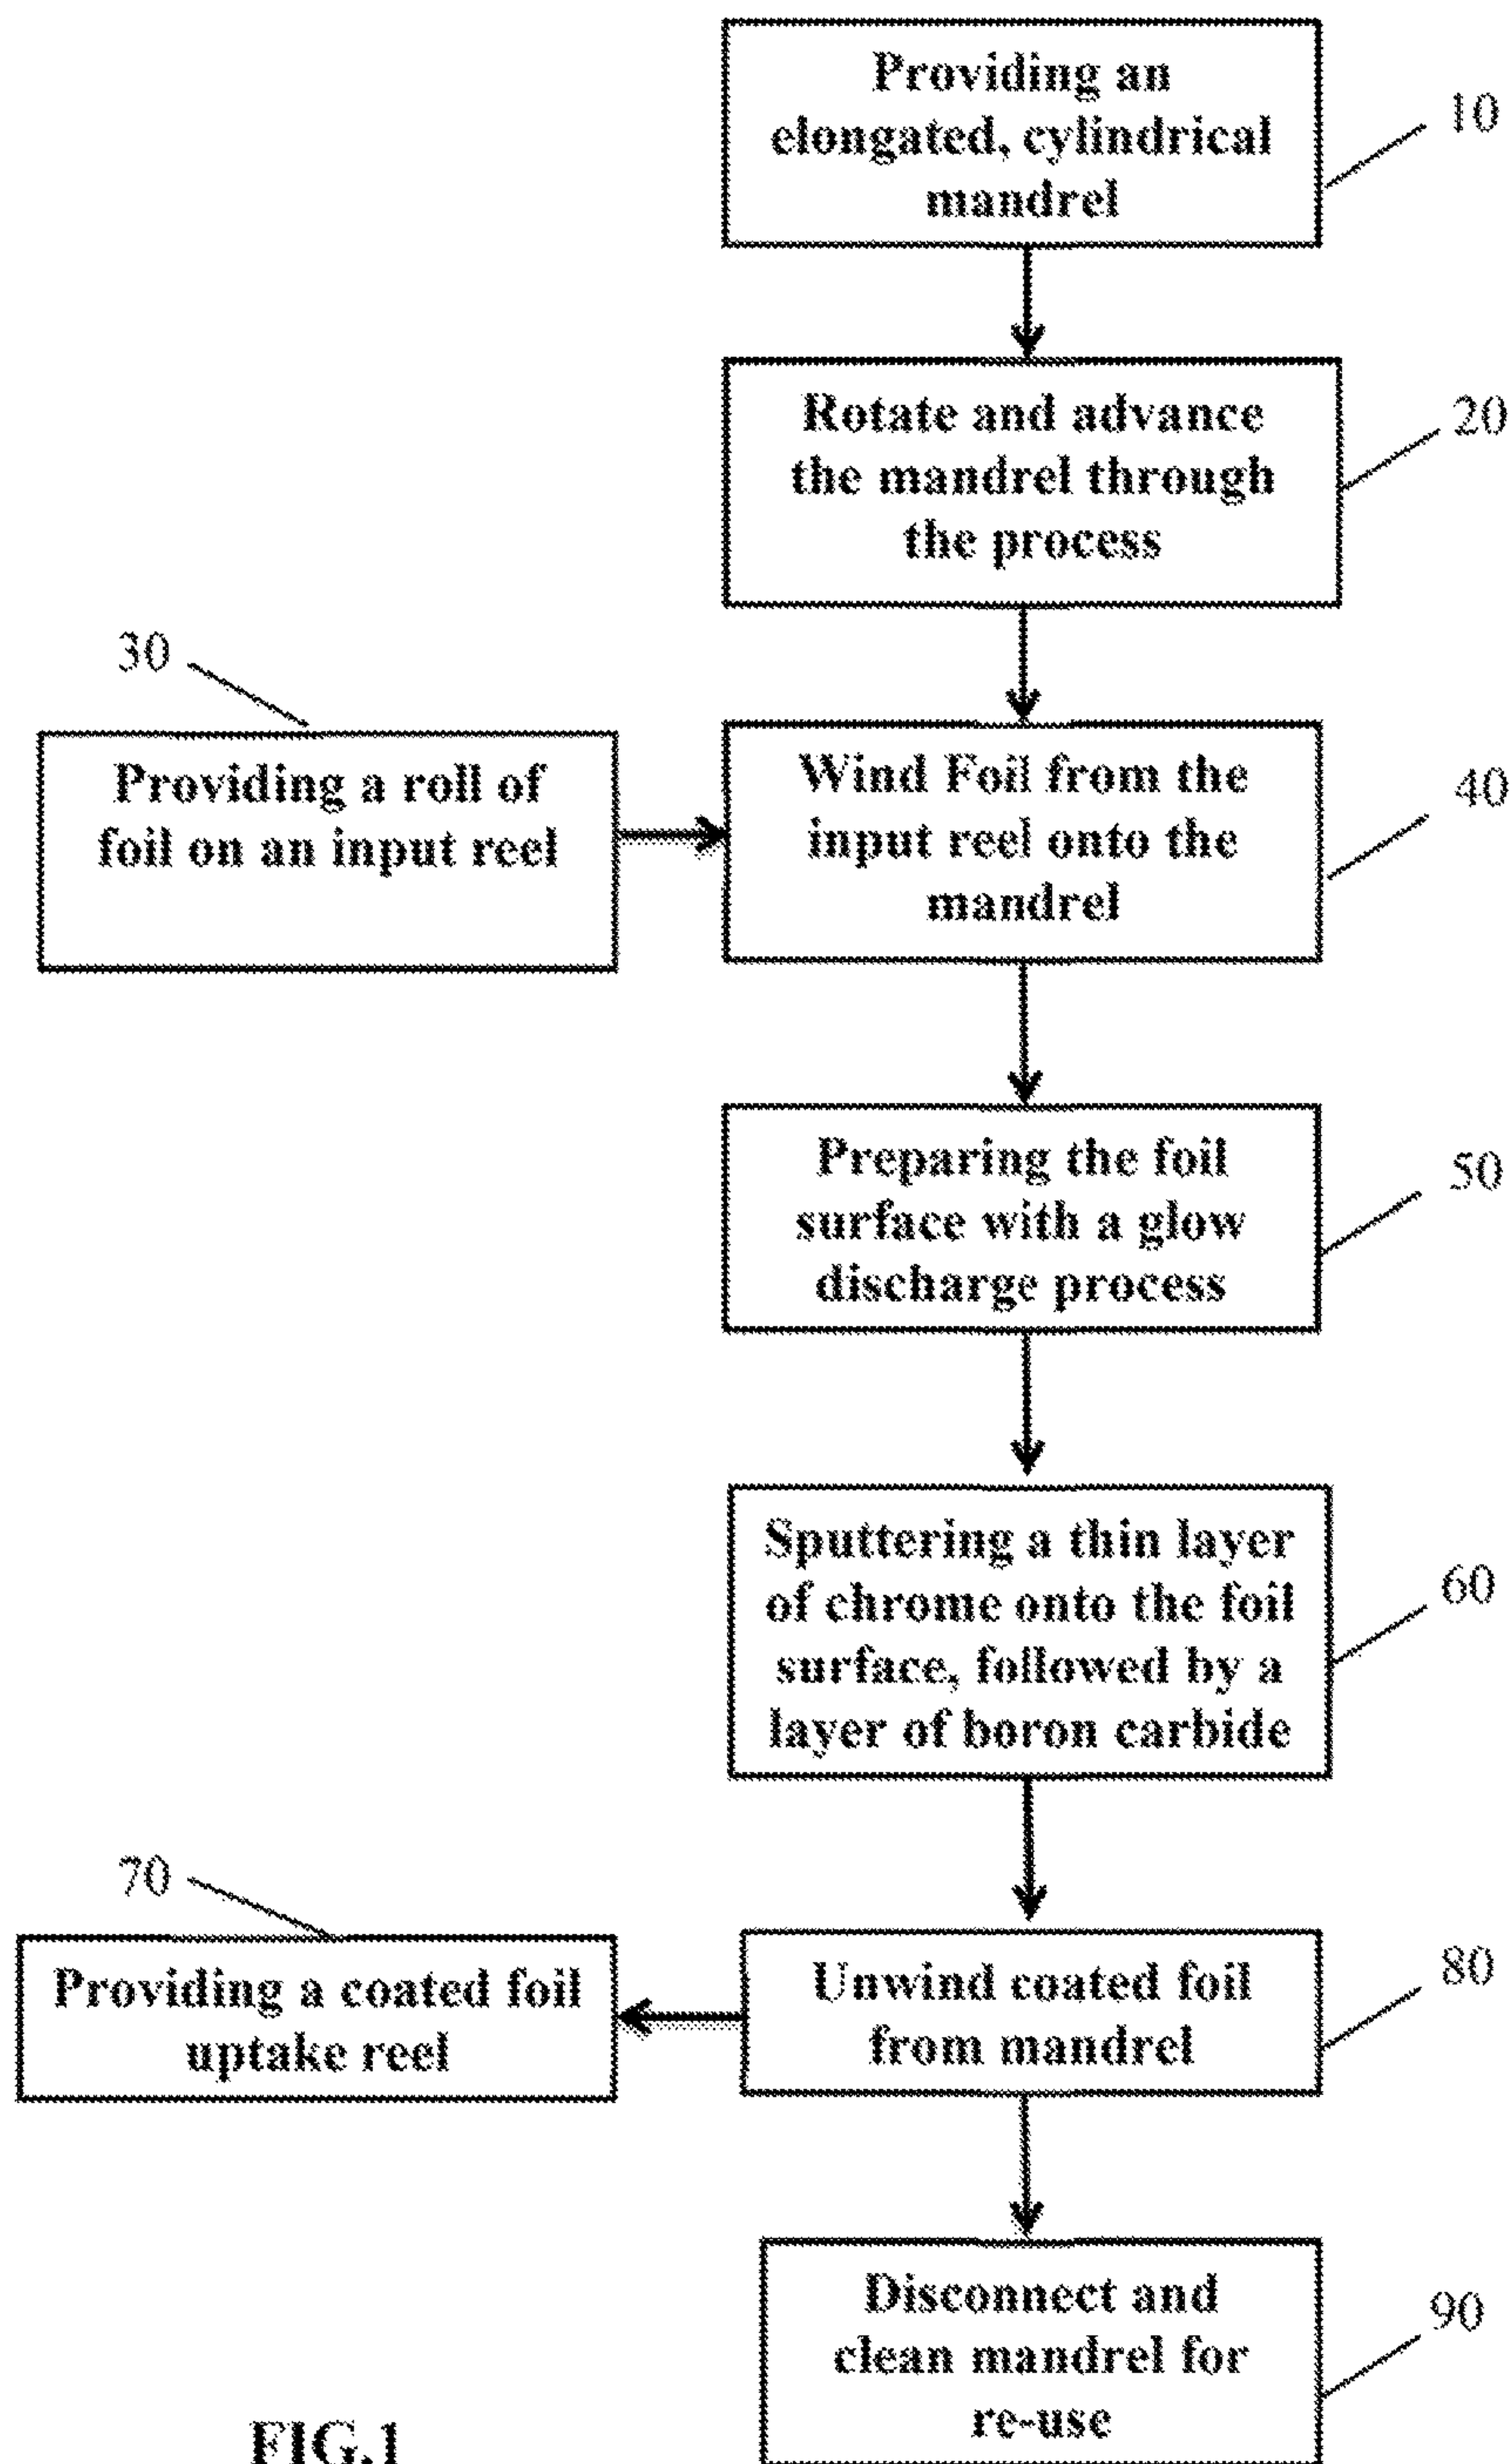 Providing an
elongated, cylindrical
mandrel
10
Rotate and advance
the mandrel through
the process
20
30
Providing a roll of
foil on an input reel
Wind Foil from the
input reel onto the
mandrel
40
Preparing the foil
surface with a glow
discharge process
50
Sputtering a thin layer
of chrome onto the foil
surface, followed by a
layer of boron carbide
60
70
Providing a coated foil
uptake reel
Unwind coated foil
from mandrel
80
Disconnect and
clean mandrel for
re-use
90
FIG.1